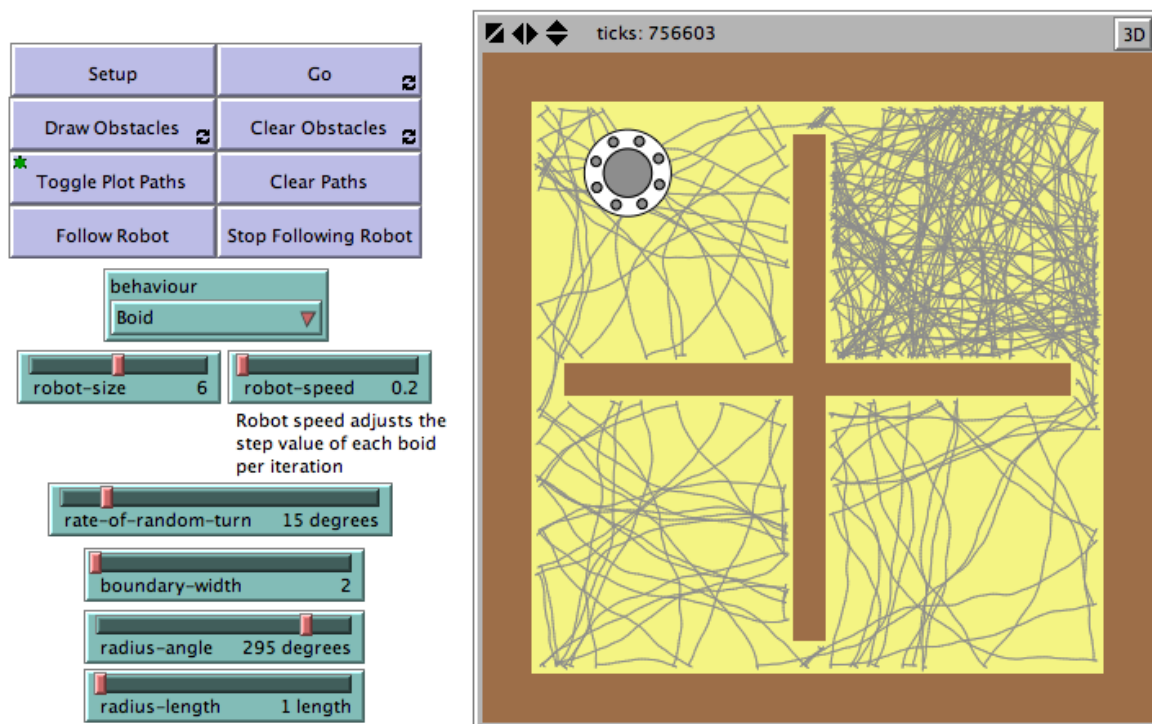 Setup
Go
Draw Obstacles
Clear Obstacles
Toggle Plot Paths
Clear Paths
Follow Robot
Stop Following Robot
behaviour
Boid
robot-size 6
robot-speed 0.2
Robot speed adjusts the
step value of each boid
per iteration
rate-of-random-turn 15 degrees
boundary-width 2
radius-angle 295 degrees
radius-length 1 length
ticks: 756603
3D